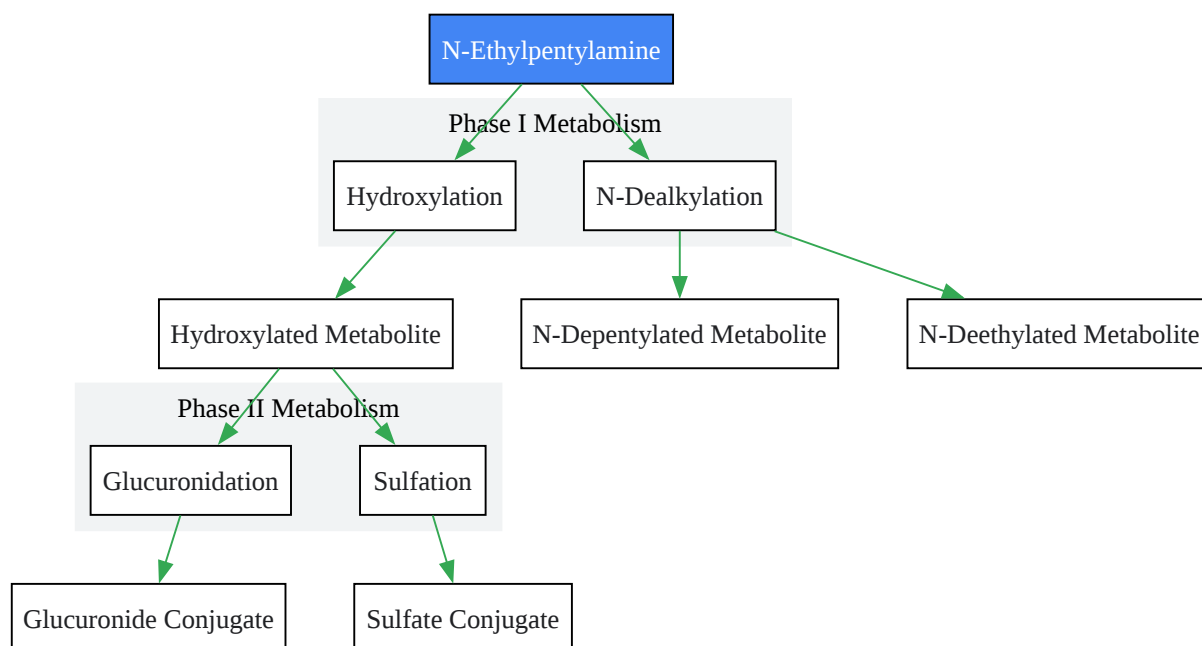 N-Ethylpentylamine
Phase I Metabolism
Hydroxylation
N-Dealkylation
Hydroxylated Metabolite
N-Depentylated Metabolite
N-Deethylated Metabolite
Phase II Metabolism
Glucuronidation
Sulfation
Glucuronide Conjugate
Sulfate Conjugate